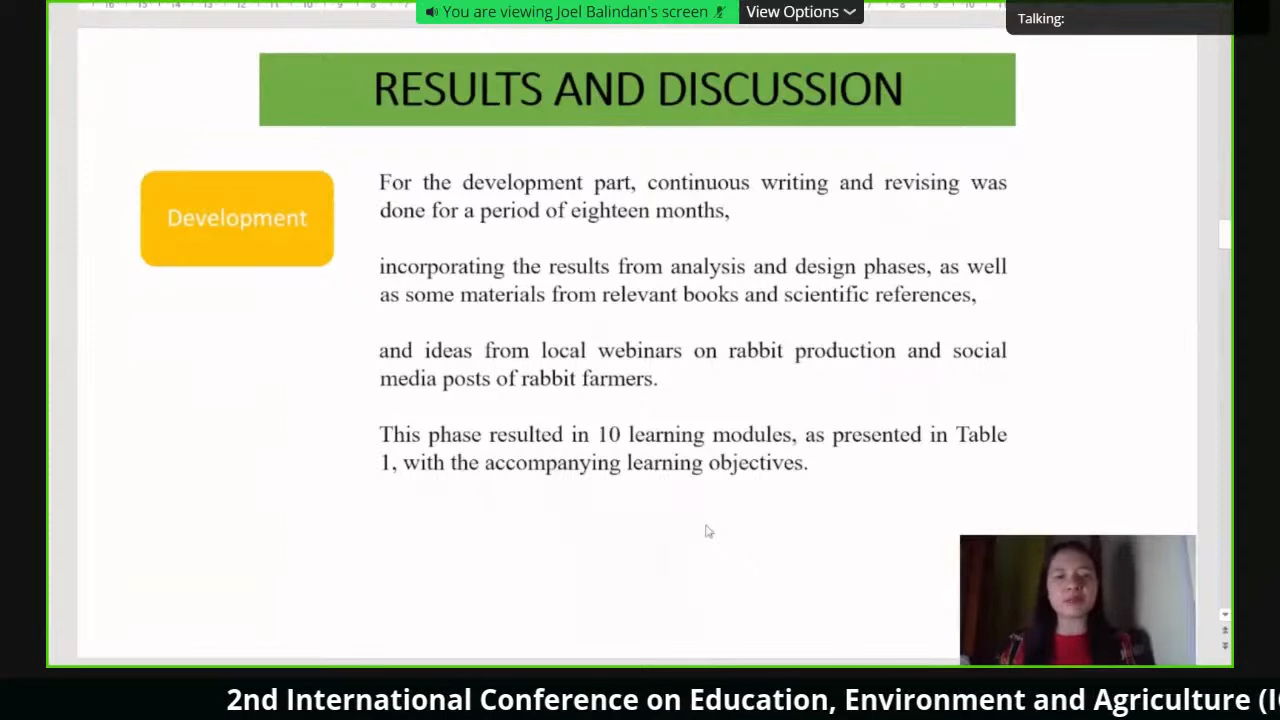 You are viewing Joel Balindan's screen
View Options
Talking:
RESULTS AND DISCUSSION
Development
For the development part, continuous writing and revising was
done for a period of eighteen months,
incorporating the results from analysis and design phases, as well
as some materials from relevant books and scientific references,
and ideas from local webinars on rabbit production and social
media posts of rabbit farmers.
This phase resulted in 10 learning modules, as presented in Table
1, with the accompanying learning objectives.
2nd International Conference on Education, Environment and Agriculture (I